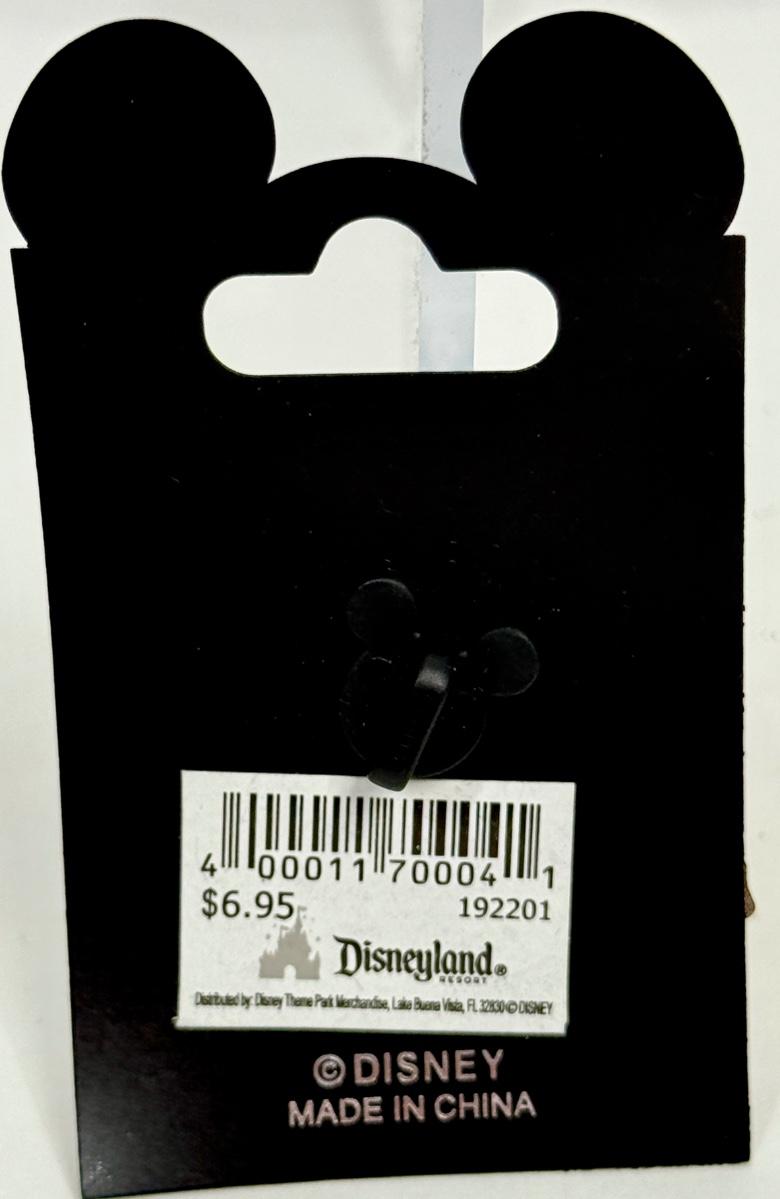 4 00011 70004 1
$6.95 192201
Disneyland®
RESORT
Distributed by: Disney Theme Park Merchandise, Lake Buena Vista, FL 32830 © DISNEY
© DISNEY
MADE IN CHINA